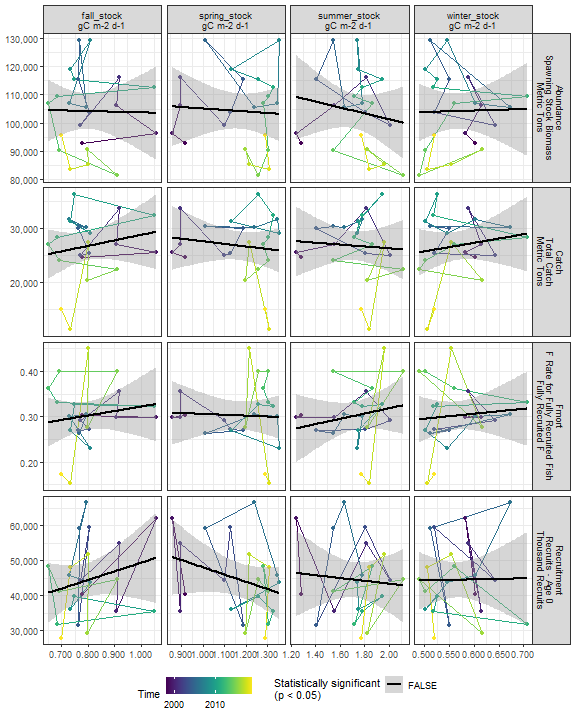 fall_stock
gC m-2 d-1
spring_stock
gC m-2 d-1
summer_stock
gC m-2 d-1
winter_stock
gC m-2 d-1
130,000
120,000
110,000
100,000
90,000
80,000
Abundance
Spawning Stock Biomass
Metric Tons
30,000
20,000
Catch
Total Catch
Metric Tons
0.40
0.30
0.20
Fmort
F Rate for Fully Recruited Fish
Fully Recruited F
60,000
50,000
40,000
30,000
Recruitment
Recruits - Age 0
Thousand Recruits
0.700 0.800 0.900 1.000
0.900 1.000 1.100 1.200 1.300
1.20 1.40 1.60 1.80 2.00
0.500 0.550 0.600 0.650 0.700
Time
2000 2010
Statistically significant
(p < 0.05)
FALSE